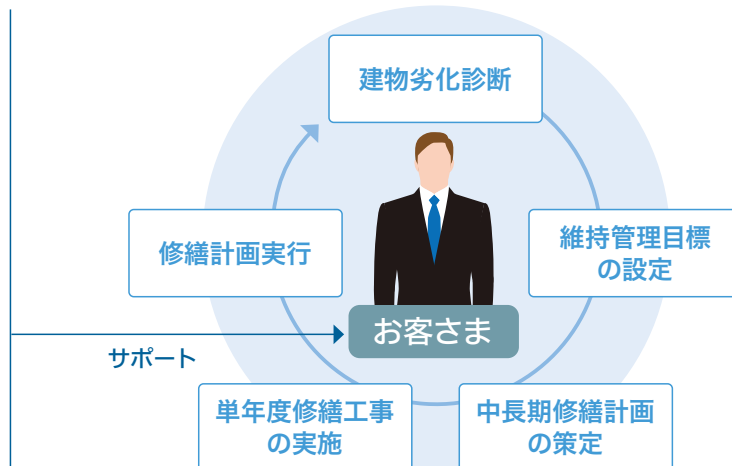 建物劣化診断
修繕計画実行
維持管理目標
の設定
お客さま
サポート
単年度修繕工事
の実施
中長期修繕計画
の策定